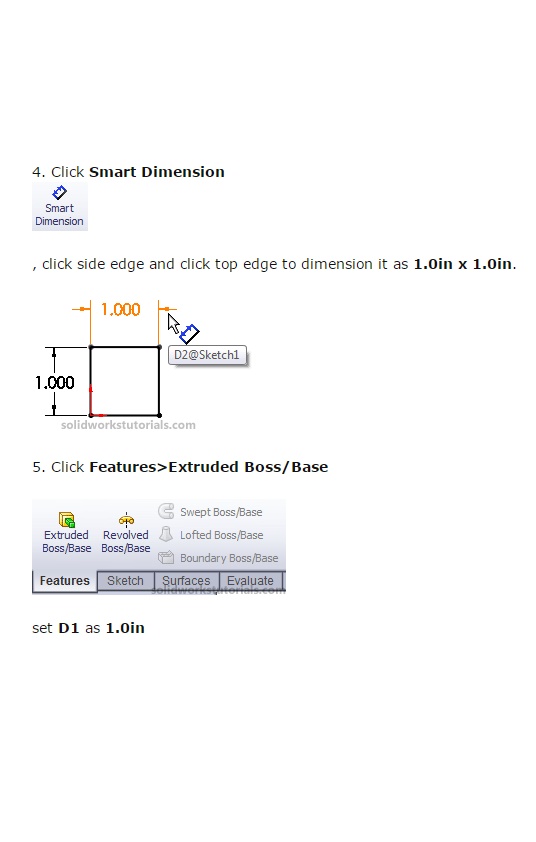 4. Click Smart Dimension
Smart
Dimension
, click side edge and click top edge to dimension it as 1.0in x 1.0in.
1.000
D2@Sketch1
1.000
solidworkstutorials.com
5. Click Features>Extruded Boss/Base
Extruded Boss/Base
Revolved Boss/Base
Swept Boss/Base
Lofted Boss/Base
Boundary Boss/Base
Features Sketch Surfaces Evaluate
solidworkstutorials.com
set D1 as 1.0in